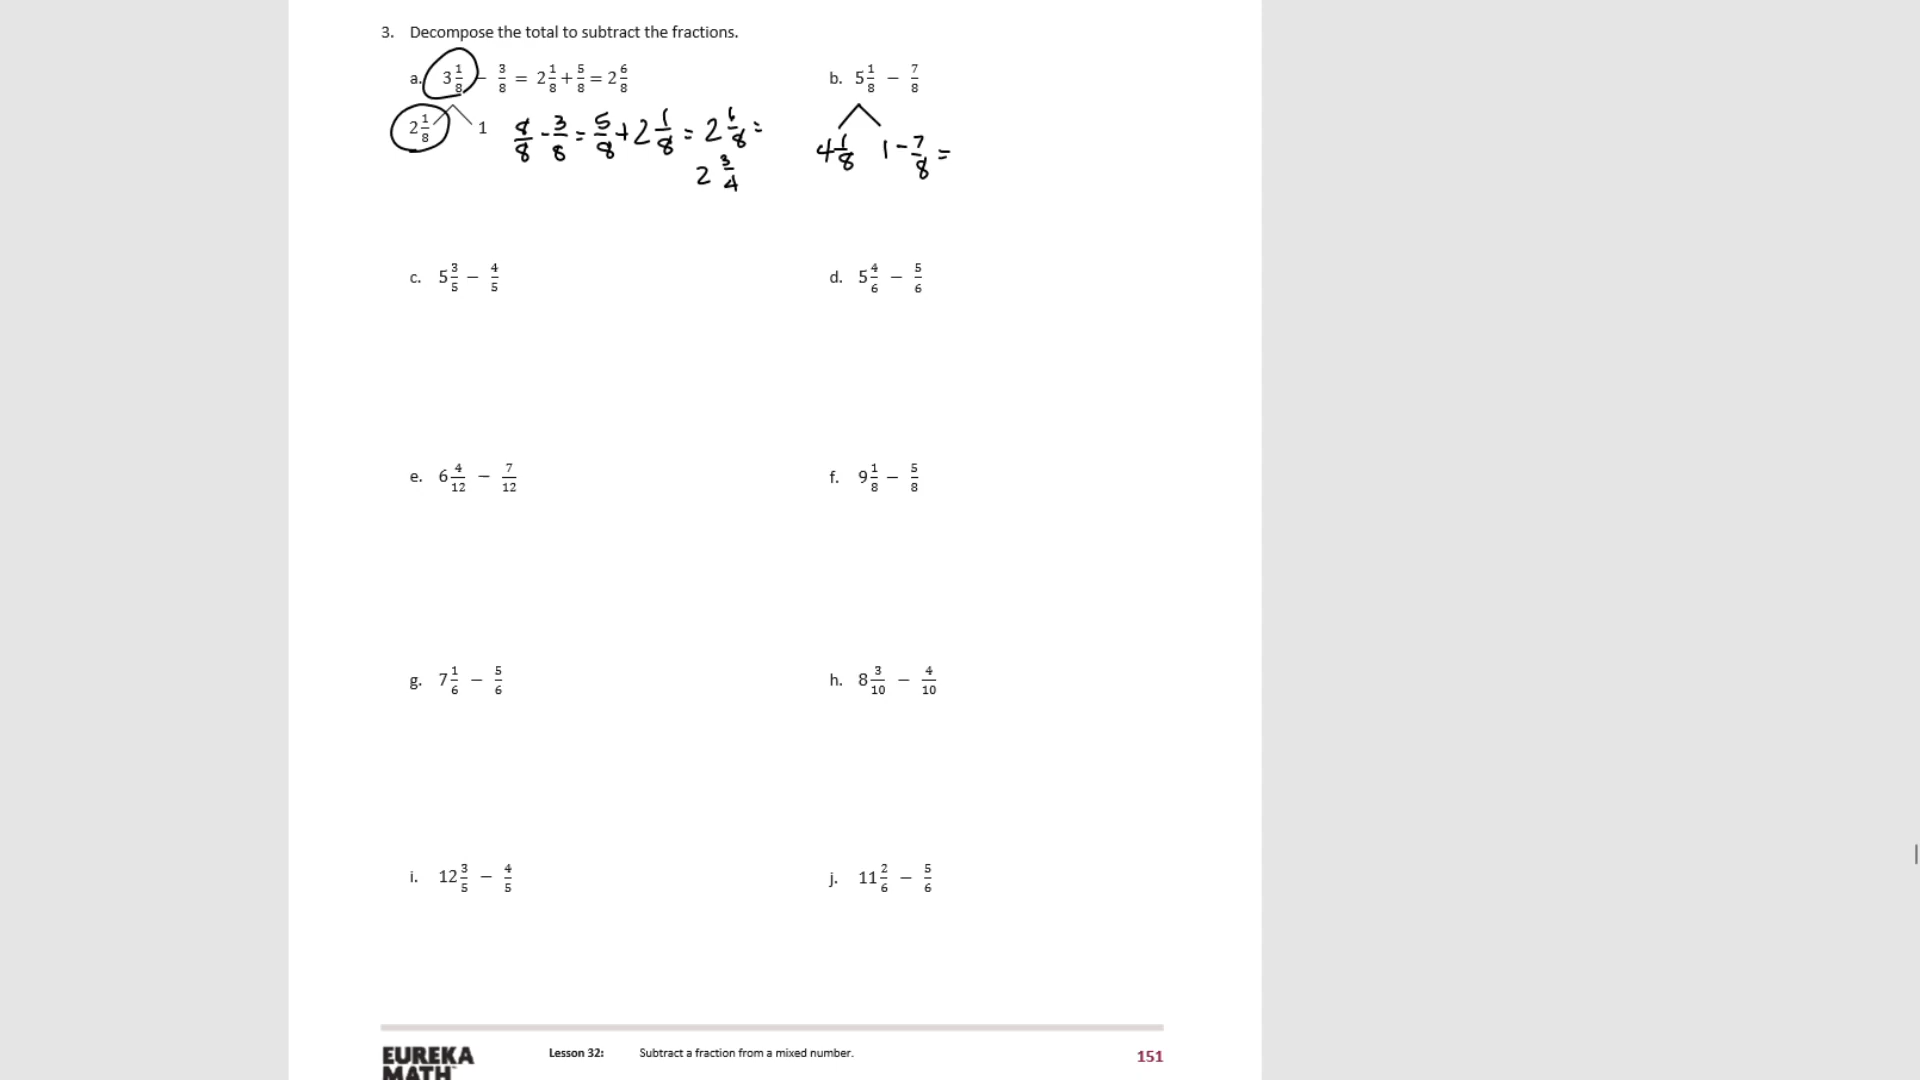 3. Decompose the total to subtract the fractions.
a. 3 1/8 - 3/8 = 2 1/8 + 5/8 = 2 6/8
b. 5 1/8 - 7/8
2 1/8 1 8/8 - 3/8 = 5/8 + 2 1/8 = 2 6/8 =
2 3/4
4 1/8 1 - 7/8 =
c. 5 3/5 - 4/5
d. 5 4/6 - 5/6
e. 6 4/12 - 7/12
f. 9 1/8 - 5/8
g. 7 1/6 - 5/6
h. 8 3/10 - 4/10
i. 12 3/5 - 4/5
j. 11 2/6 - 5/6
EUREKA
MATH
Lesson 32: Subtract a fraction from a mixed number.
151